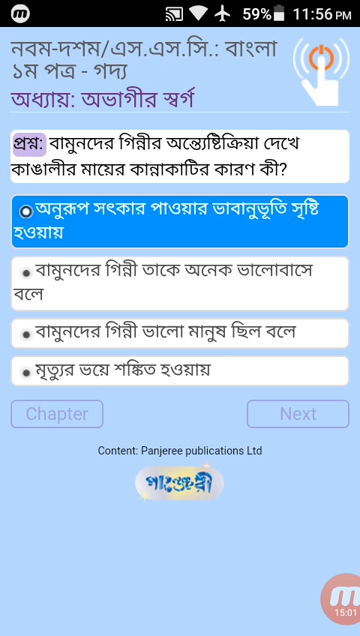 59% 11:56 PM
নবম-দশম/এস.এস.সি.: বাংলা
১ম পত্র - গদ্য
অধ্যায়: অভাগীর স্বর্গ
প্রশ্ন: বামুনদের গিন্নীর অন্ত্যেষ্টিক্রিয়া দেখে
কাঙালীর মায়ের কান্নাকাটির কারণ কী?
অনুরূপ সৎকার পাওয়ার ভাবানুভূতি সৃষ্টি
হওয়ায়
বামুনদের গিন্নী তাকে অনেক ভালোবাসে
বলে
বামুনদের গিন্নী ভালো মানুষ ছিল বলে
মৃত্যুর ভয়ে শঙ্কিত হওয়ায়
Chapter Next
Content: Panjeree publications Ltd
পাঞ্জেরী
15:01